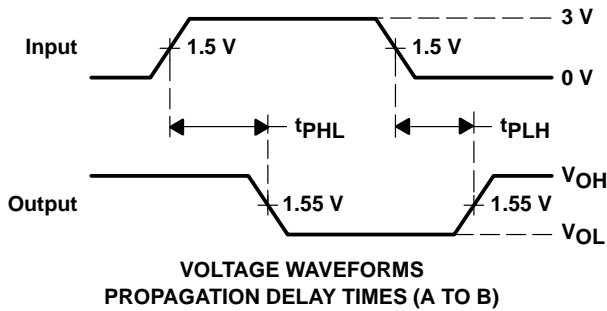 3 V
Input
1.5 V
1.5 V
0 V
tPHL
tPLH
VOH
Output
1.55 V
1.55 V
VOL
VOLTAGE WAVEFORMS
PROPAGATION DELAY TIMES (A TO B)